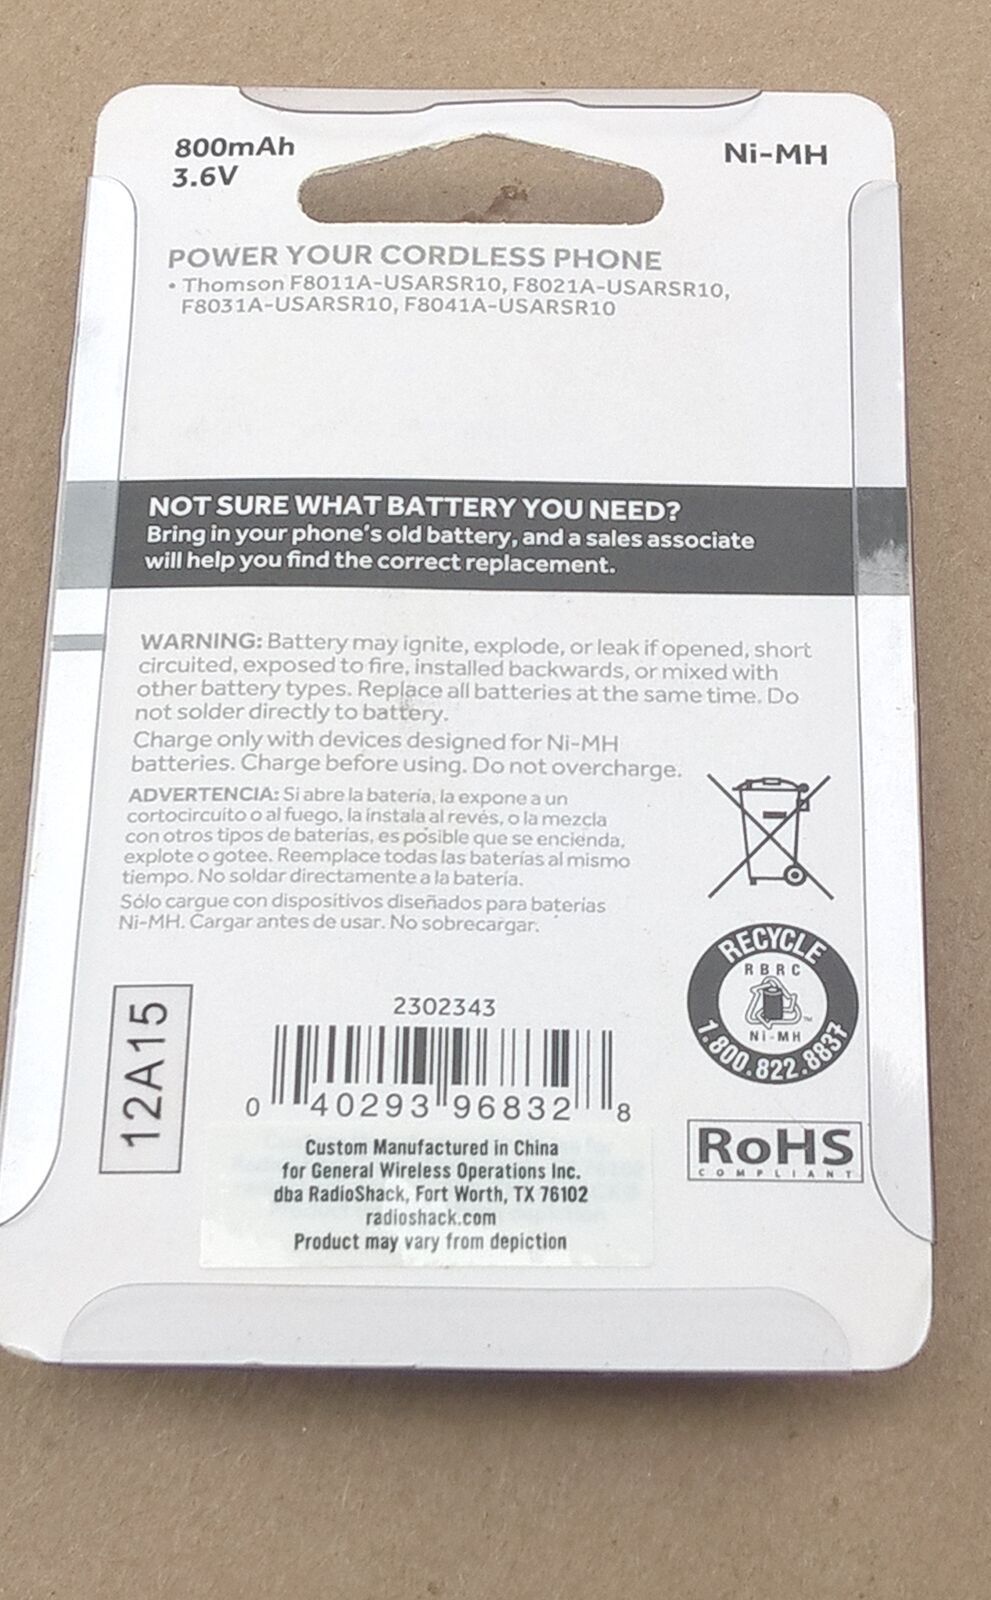 800mAh
3.6V
Ni-MH
POWER YOUR CORDLESS PHONE
• Thomson F8011A-USARSR10, F8021A-USARSR10,
F8031A-USARSR10, F8041A-USARSR10
NOT SURE WHAT BATTERY YOU NEED?
Bring in your phone's old battery, and a sales associate
will help you find the correct replacement.
WARNING: Battery may ignite, explode, or leak if opened, short
circuited, exposed to fire, installed backwards, or mixed with
other battery types. Replace all batteries at the same time. Do
not solder directly to battery.
Charge only with devices designed for Ni-MH
batteries. Charge before using. Do not overcharge.
ADVERTENCIA: Si abre la batería, la expone a un
cortocircuito o al fuego, la instala al revés, o la mezcla
con otros tipos de baterías, es posible que se encienda,
explote o gotee. Reemplace todas las baterías al mismo
tiempo. No soldar directamente a la batería.
Sólo cargue con dispositivos diseñados para baterías
Ni-MH. Cargar antes de usar. No sobrecargar.
RECYCLE
RBRC
TM
Ni-MH
1.800.822.8837
12A15
2302343
0 40293 96832 8
RoHS
COMPLIANT
Custom Manufactured in China
for General Wireless Operations Inc.
dba RadioShack, Fort Worth, TX 76102
radioshack.com
Product may vary from depiction